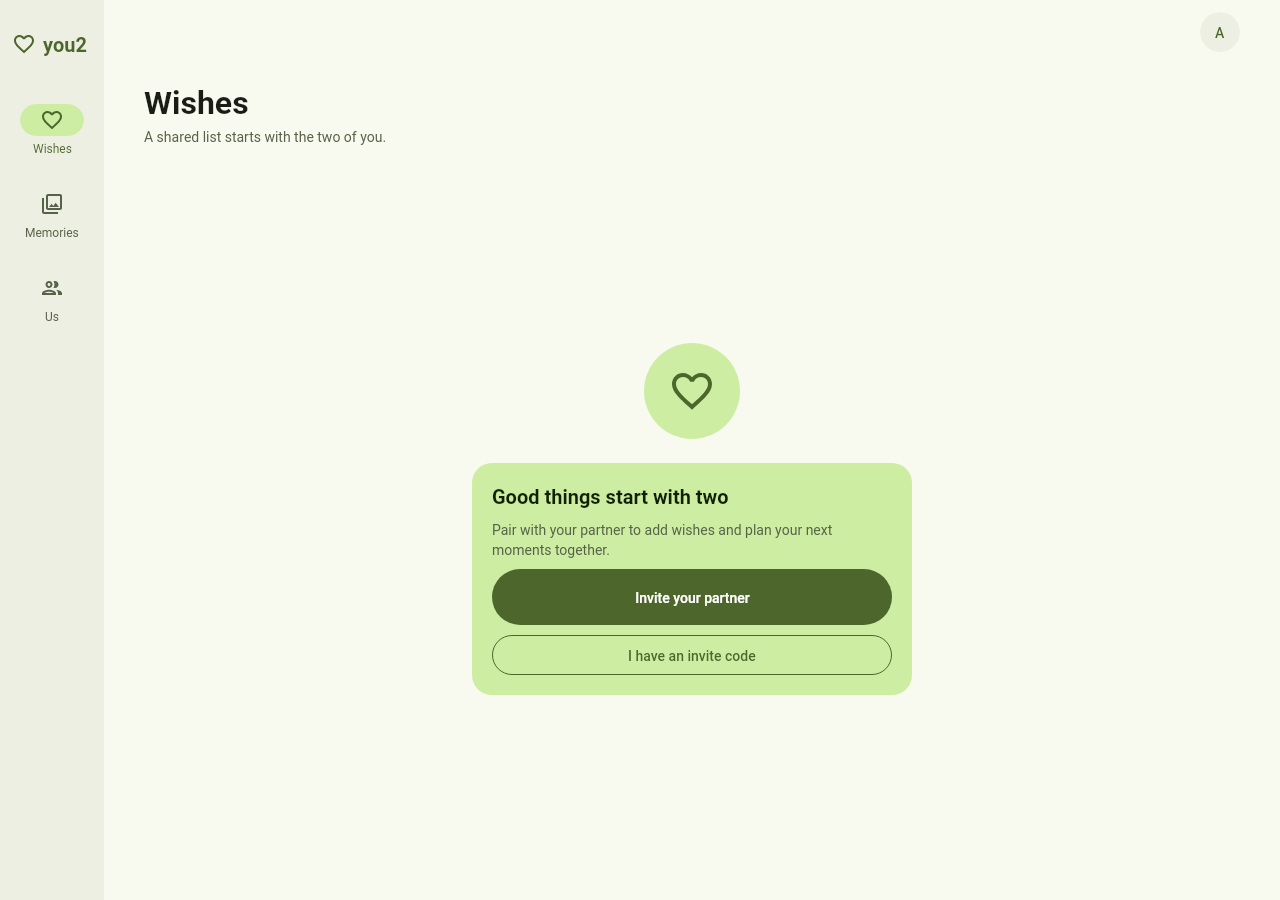 you2
A
Wishes
Memories
Us
Wishes
A shared list starts with the two of you.
Good things start with two
Pair with your partner to add wishes and plan your next
moments together.
Invite your partner
I have an invite code